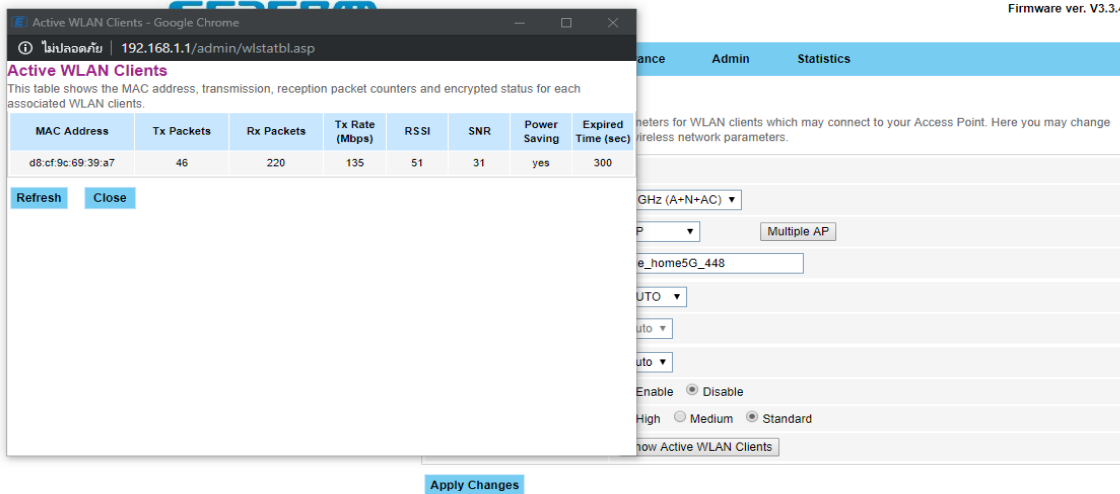 Firmware ver. V3.3.4
Active WLAN Clients - Google Chrome
ไม่ปลอดภัย | 192.168.1.1/admin/wlstatbl.asp
Active WLAN Clients
This table shows the MAC address, transmission, reception packet counters and encrypted status for each
associated WLAN clients.
MAC Address Tx Packets Rx Packets Tx Rate (Mbps) RSSI SNR Power Saving Expired Time (sec)
d8:cf:9c:69:39:a7 46 220 135 51 31 yes 300
Refresh Close
ance Admin Statistics
meters for WLAN clients which may connect to your Access Point. Here you may change
wireless network parameters.
GHz (A+N+AC)
P Multiple AP
e_home5G_448
UTO
uto
uto
Enable Disable
High Medium Standard
how Active WLAN Clients
Apply Changes